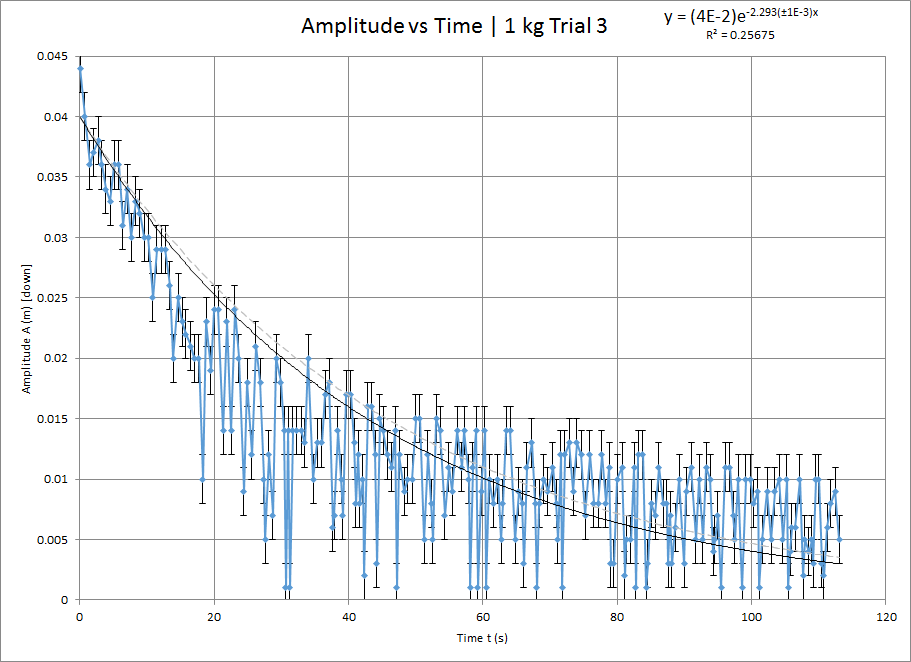 Amplitude vs Time | 1 kg Trial 3
y = (4E-2)e-2.293(±1E-3)x
R² = 0.25675
0.045
0.04
0.035
0.03
0.025
0.02
0.015
0.01
0.005
0
Amplitude A (m) [down]
0 20 40 60 80 100 120
Time t (s)